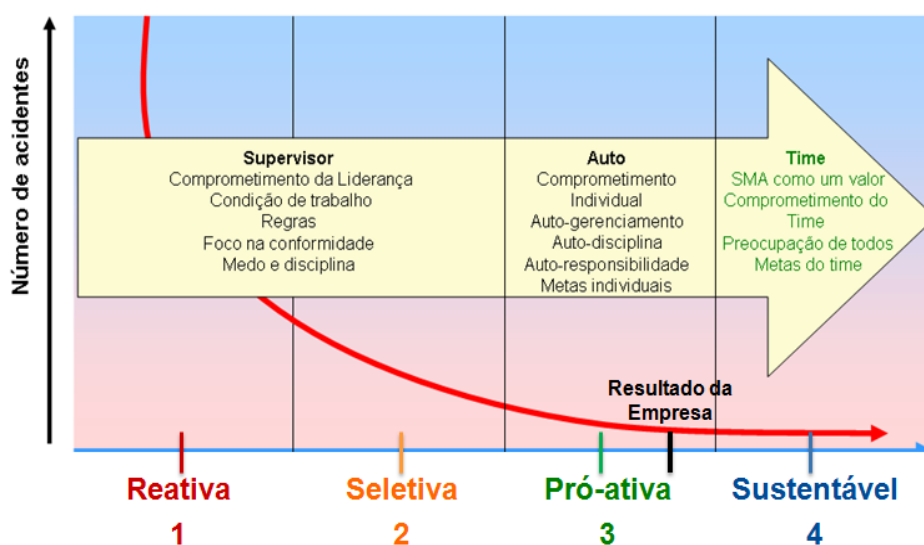 Número de acidentes
Supervisor
Comprometimento da Liderança
Condição de trabalho
Regras
Foco na conformidade
Medo e disciplina
Auto
Comprometimento
Individual
Auto-gerenciamento
Auto-disciplina
Auto-responsibilidade
Metas individuais
Time
SMA como um valor
Comprometimento do
Time
Preocupação de todos
Metas do time
Resultado da
Empresa
Reativa
1
Seletiva
2
Pró-ativa
3
Sustentável
4